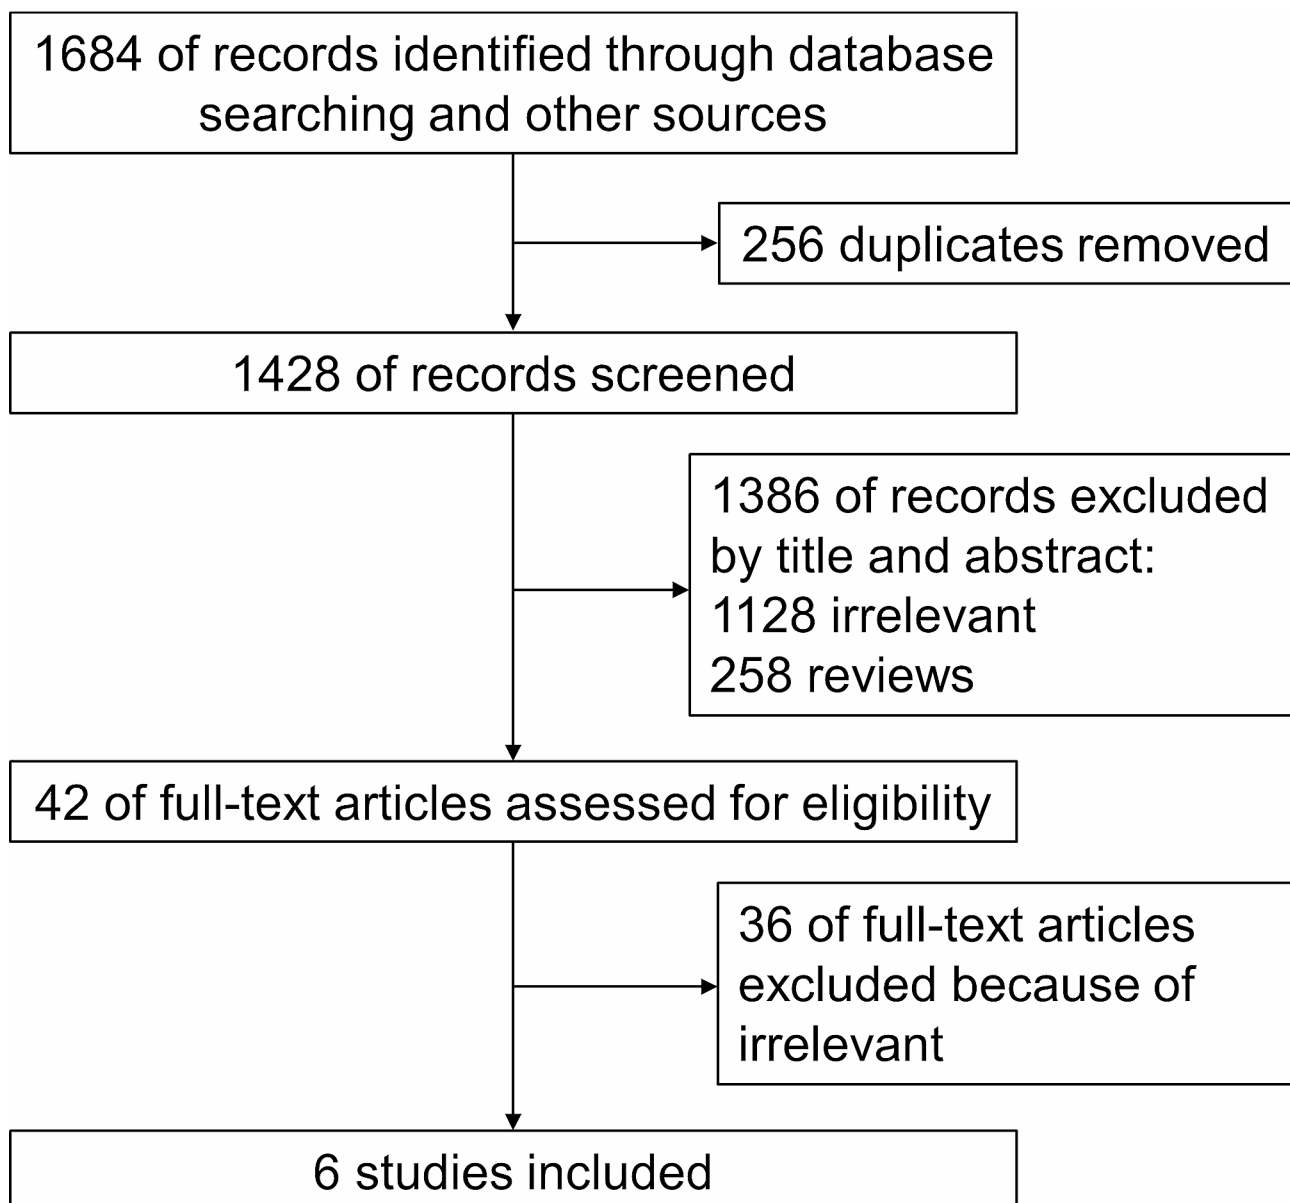 1684 of records identified through database
searching and other sources
256 duplicates removed
1428 of records screened
1386 of records excluded
by title and abstract:
1128 irrelevant
258 reviews
42 of full-text articles assessed for eligibility
36 of full-text articles
excluded because of
irrelevant
6 studies included